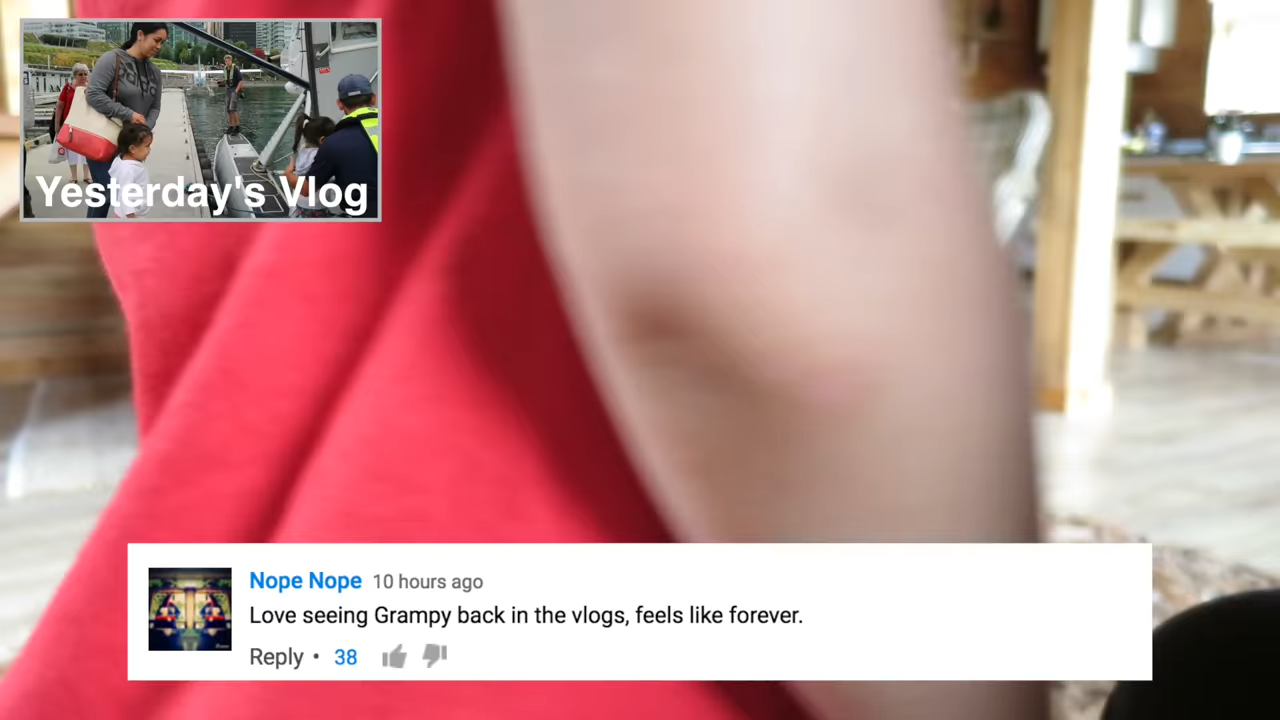 Yesterday's Vlog
Nope Nope 10 hours ago
Love seeing Grampy back in the vlogs, feels like forever.
Reply • 38